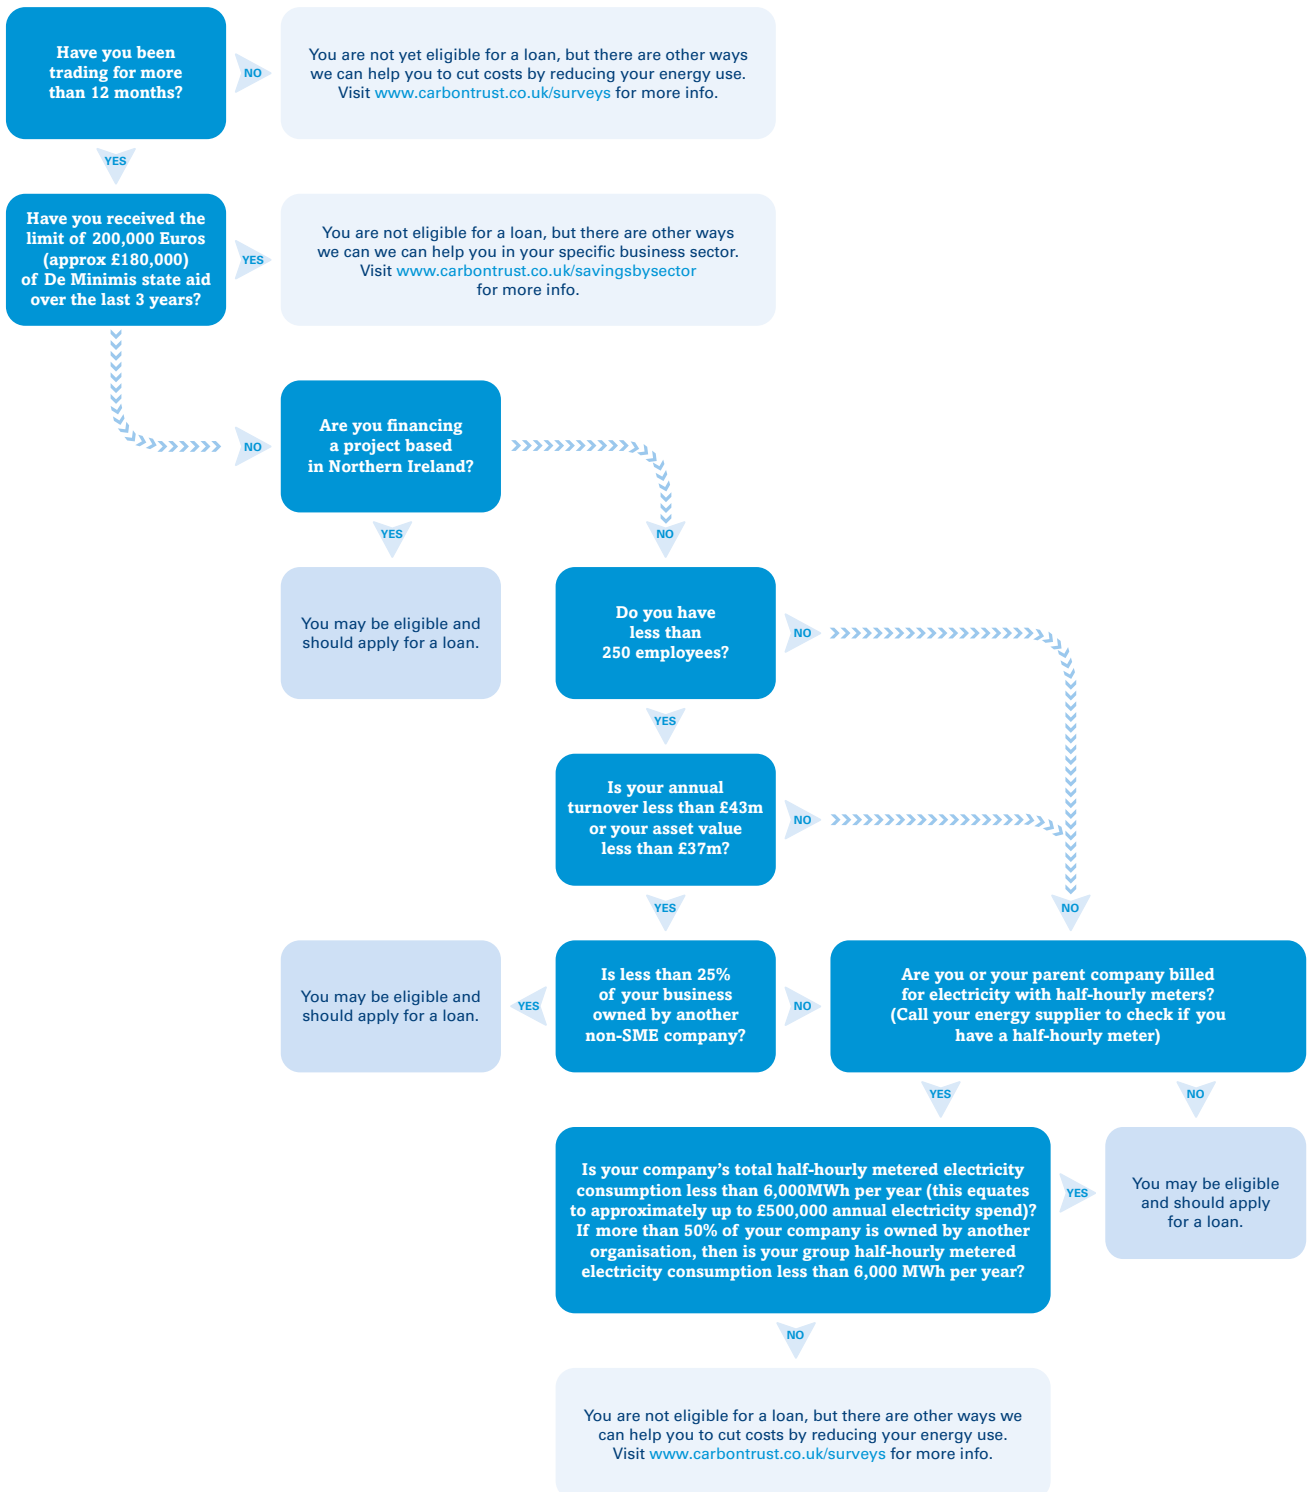 Have you been
trading for more
than 12 months?
NO
You are not yet eligible for a loan, but there are other ways
we can help you to cut costs by reducing your energy use.
Visit www.carbontrust.co.uk/surveys for more info.
YES
Have you received the
limit of 200,000 Euros
(approx £180,000)
of De Minimis state aid
over the last 3 years?
YES
You are not eligible for a loan, but there are other ways
we can we can help you in your specific business sector.
Visit www.carbontrust.co.uk/savingsbysector
for more info.
NO
Are you financing
a project based
in Northern Ireland?
YES
NO
You may be eligible and
should apply for a loan.
Do you have
less than
250 employees?
NO
YES
Is your annual
turnover less than £43m
or your asset value
less than £37m?
NO
YES
NO
You may be eligible and
should apply for a loan.
YES
Is less than 25%
of your business
owned by another
non-SME company?
NO
Are you or your parent company billed
for electricity with half-hourly meters?
(Call your energy supplier to check if you
have a half-hourly meter)
YES
NO
Is your company's total half-hourly metered electricity
consumption less than 6,000MWh per year (this equates
to approximately up to £500,000 annual electricity spend)?
If more than 50% of your company is owned by another
organisation, then is your group half-hourly metered
electricity consumption less than 6,000 MWh per year?
YES
You may be eligible
and should apply
for a loan.
NO
You are not eligible for a loan, but there are other ways we
can help you to cut costs by reducing your energy use.
Visit www.carbontrust.co.uk/surveys for more info.